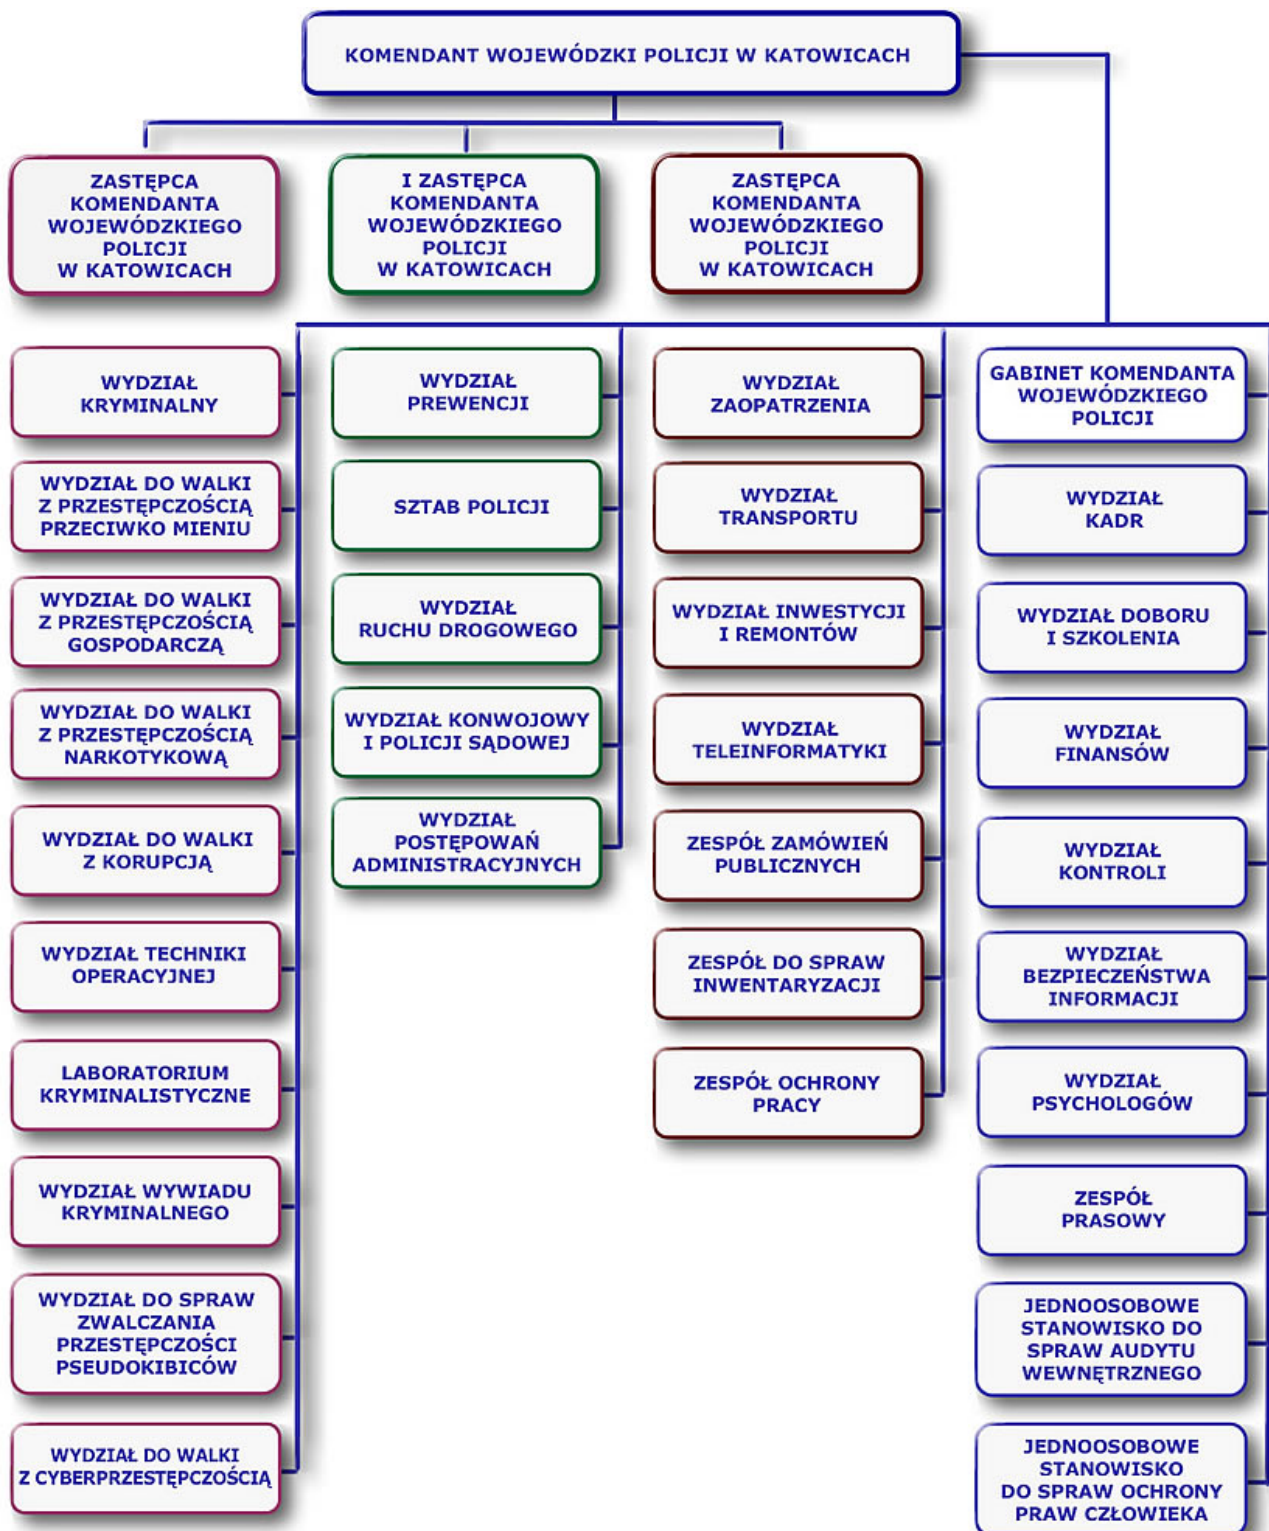 KOMENDANT WOJEWÓDZKI POLICJI W KATOWICACH
ZASTĘPCA
KOMENDANTA
WOJEWÓDZKIEGO
POLICJI
W KATOWICACH
I ZASTĘPCA
KOMENDANTA
WOJEWÓDZKIEGO
POLICJI
W KATOWICACH
ZASTĘPCA
KOMENDANTA
WOJEWÓDZKIEGO
POLICJI
W KATOWICACH
WYDZIAŁ
KRYMINALNY
WYDZIAŁ DO WALKI
Z PRZESTĘPCZOŚCIĄ
PRZECIWKO MIENIU
WYDZIAŁ DO WALKI
Z PRZESTĘPCZOŚCIĄ
GOSPODARCZĄ
WYDZIAŁ DO WALKI
Z PRZESTĘPCZOŚCIĄ
NARKOTYKOWĄ
WYDZIAŁ DO WALKI
Z KORUPCJĄ
WYDZIAŁ TECHNIKI
OPERACYJNEJ
LABORATORIUM
KRYMINALISTYCZNE
WYDZIAŁ WYWIADU
KRYMINALNEGO
WYDZIAŁ DO SPRAW
ZWALCZANIA
PRZESTĘPCZOŚCI
PSEUDOKIBICÓW
WYDZIAŁ DO WALKI
Z CYBERPRZESTĘPCZOŚCIĄ
WYDZIAŁ
PREWENCJI
SZTAB POLICJI
WYDZIAŁ
RUCHU DROGOWEGO
WYDZIAŁ KONWOJOWY
I POLICJI SĄDOWEJ
WYDZIAŁ
POSTĘPOWAŃ
ADMINISTRACYJNYCH
WYDZIAŁ
ZAOPATRZENIA
WYDZIAŁ
TRANSPORTU
WYDZIAŁ INWESTYCJI
I REMONTÓW
WYDZIAŁ
TELEINFORMATYKI
ZESPÓŁ ZAMÓWIEŃ
PUBLICZNYCH
ZESPÓŁ DO SPRAW
INWENTARYZACJI
ZESPÓŁ OCHRONY
PRACY
GABINET KOMENDANTA
WOJEWÓDZKIEGO
POLICJI
WYDZIAŁ
KADR
WYDZIAŁ DOBORU
I SZKOLENIA
WYDZIAŁ
FINANSÓW
WYDZIAŁ
KONTROLI
WYDZIAŁ
BEZPIECZEŃSTWA
INFORMACJI
WYDZIAŁ
PSYCHOLOGÓW
ZESPÓŁ
PRASOWY
JEDNOOSOBOWE
STANOWISKO DO
SPRAW AUDYTU
WEWNĘTRZNEGO
JEDNOOSOBOWE
STANOWISKO
DO SPRAW OCHRONY
PRAW CZŁOWIEKA